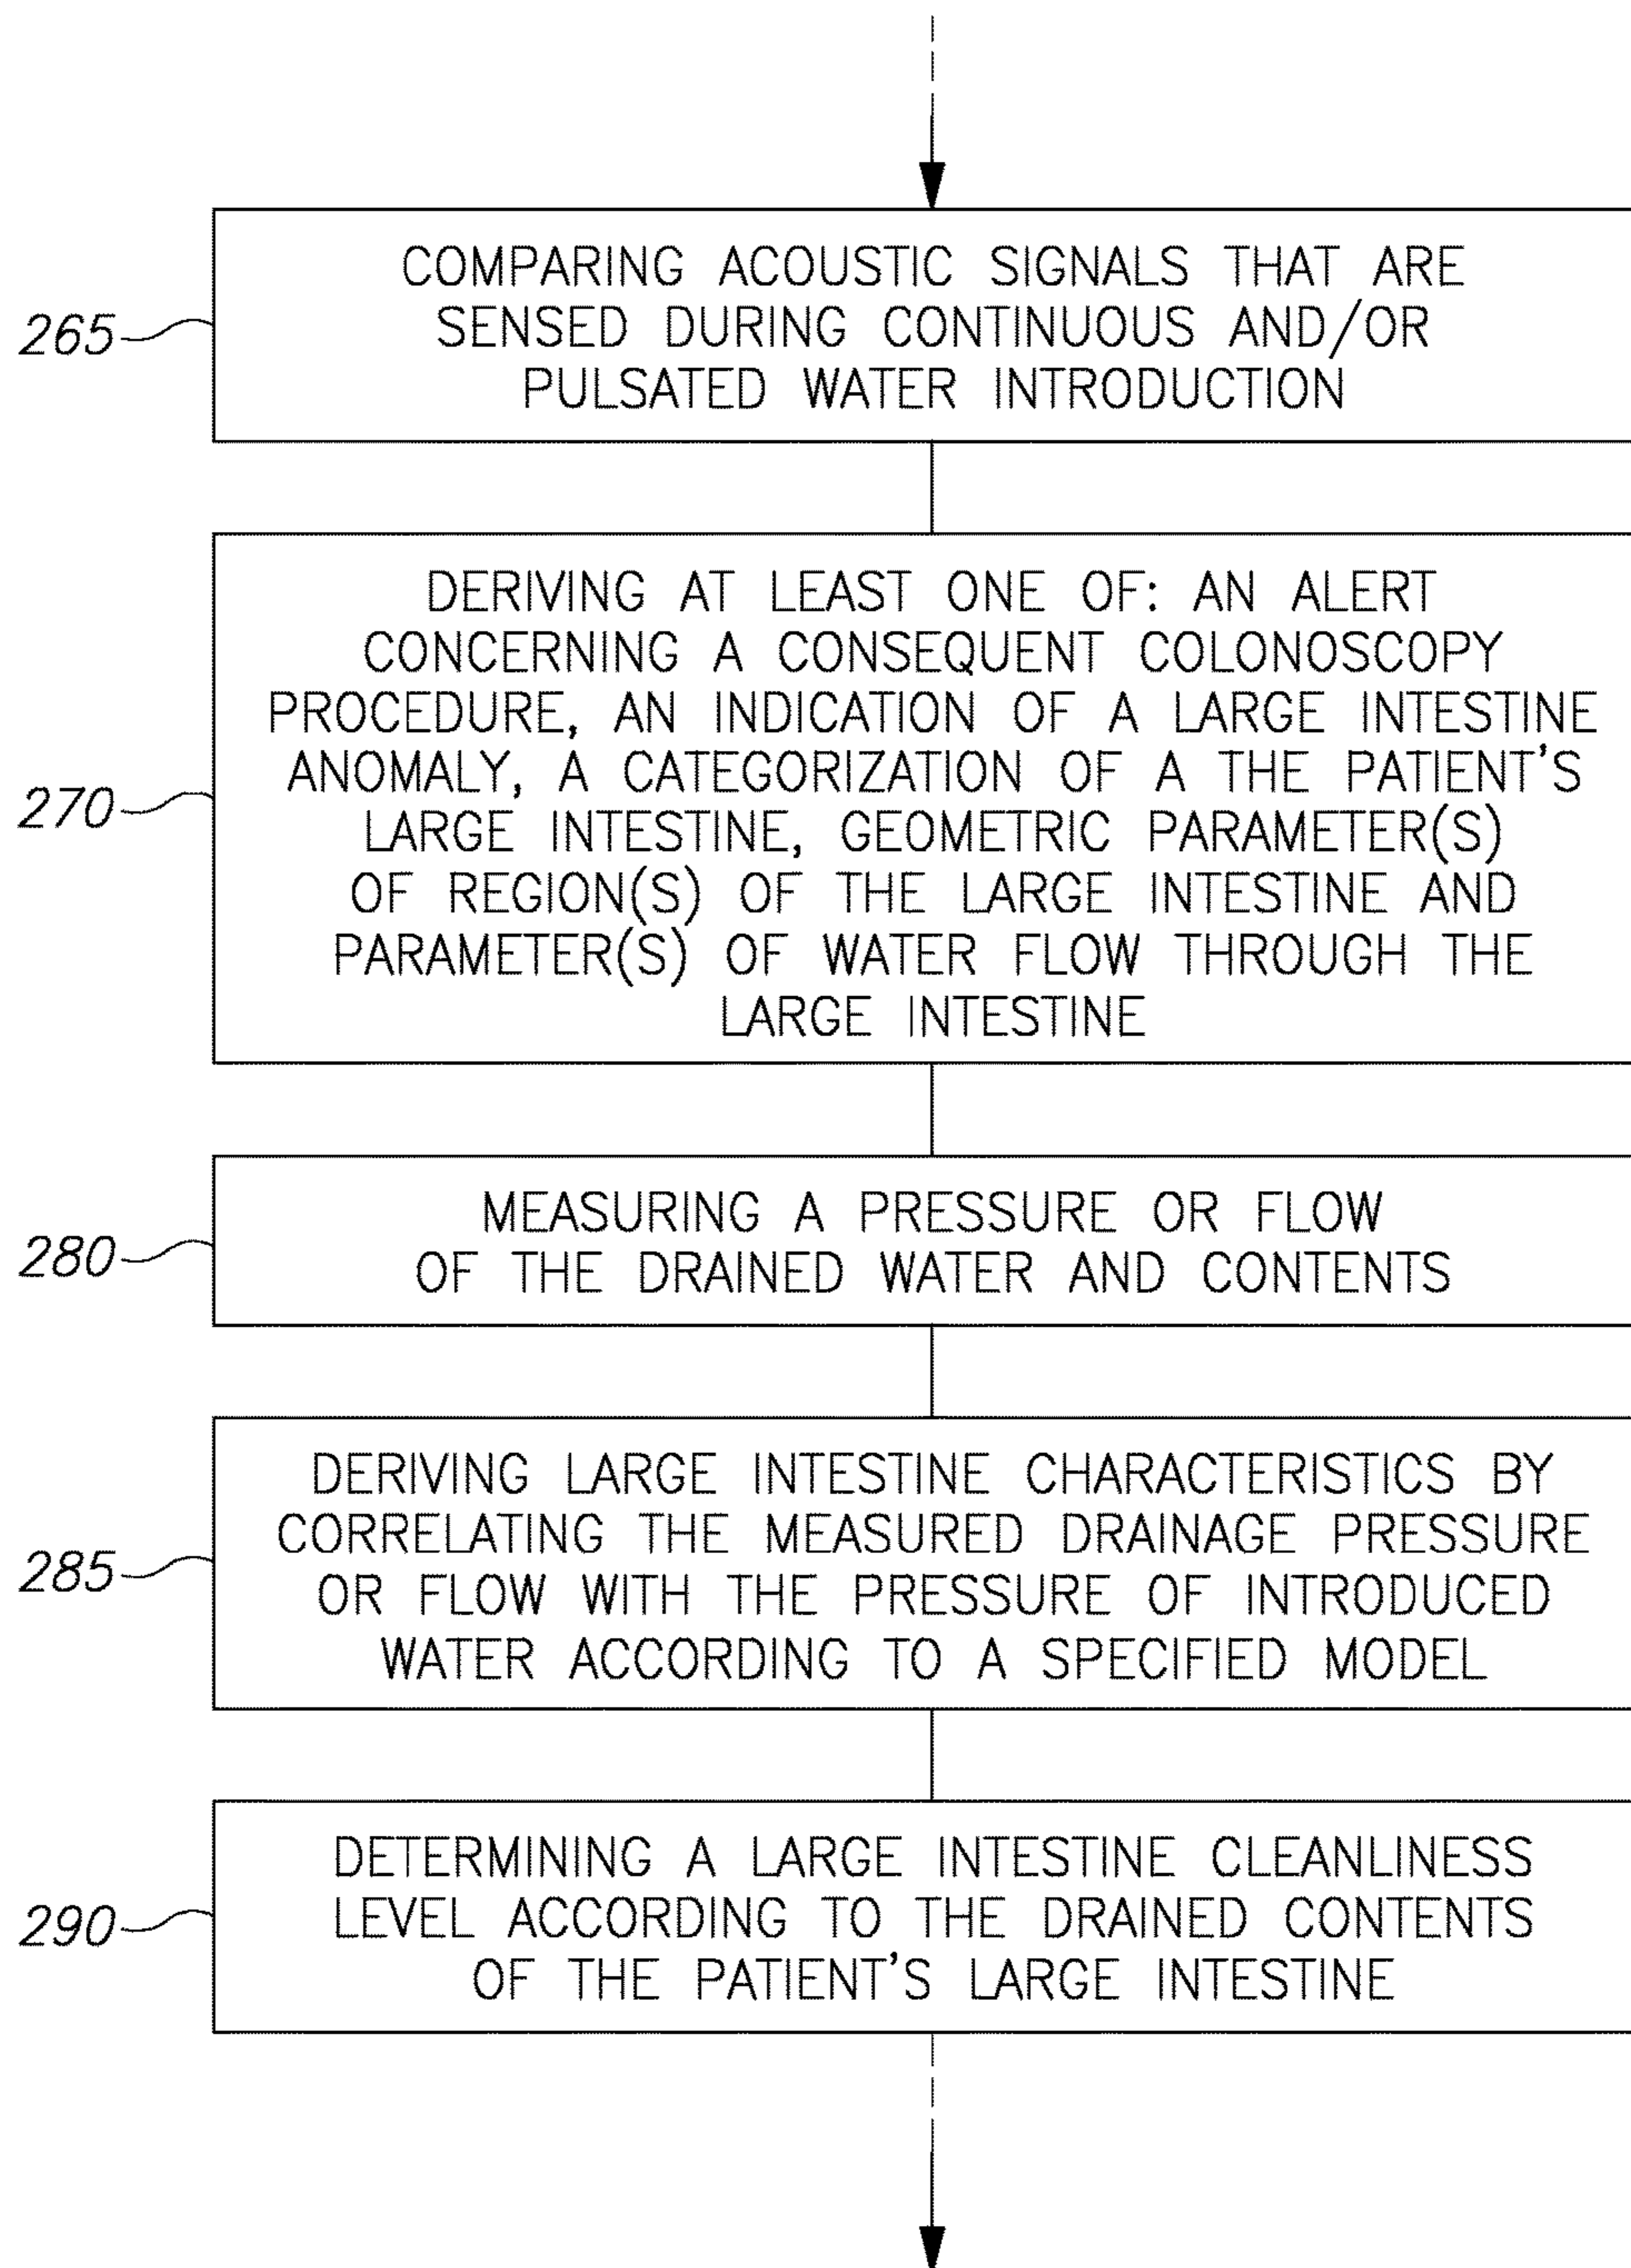 265
COMPARING ACOUSTIC SIGNALS THAT ARE
SENSED DURING CONTINUOUS AND/OR
PULSATED WATER INTRODUCTION
270
DERIVING AT LEAST ONE OF: AN ALERT
CONCERNING A CONSEQUENT COLONOSCOPY
PROCEDURE, AN INDICATION OF A LARGE INTESTINE
ANOMALY, A CATEGORIZATION OF A THE PATIENT'S
LARGE INTESTINE, GEOMETRIC PARAMETER(S)
OF REGION(S) OF THE LARGE INTESTINE AND
PARAMETER(S) OF WATER FLOW THROUGH THE
LARGE INTESTINE
280
MEASURING A PRESSURE OR FLOW
OF THE DRAINED WATER AND CONTENTS
285
DERIVING LARGE INTESTINE CHARACTERISTICS BY
CORRELATING THE MEASURED DRAINAGE PRESSURE
OR FLOW WITH THE PRESSURE OF INTRODUCED
WATER ACCORDING TO A SPECIFIED MODEL
290
DETERMINING A LARGE INTESTINE CLEANLINESS
LEVEL ACCORDING TO THE DRAINED CONTENTS
OF THE PATIENT'S LARGE INTESTINE